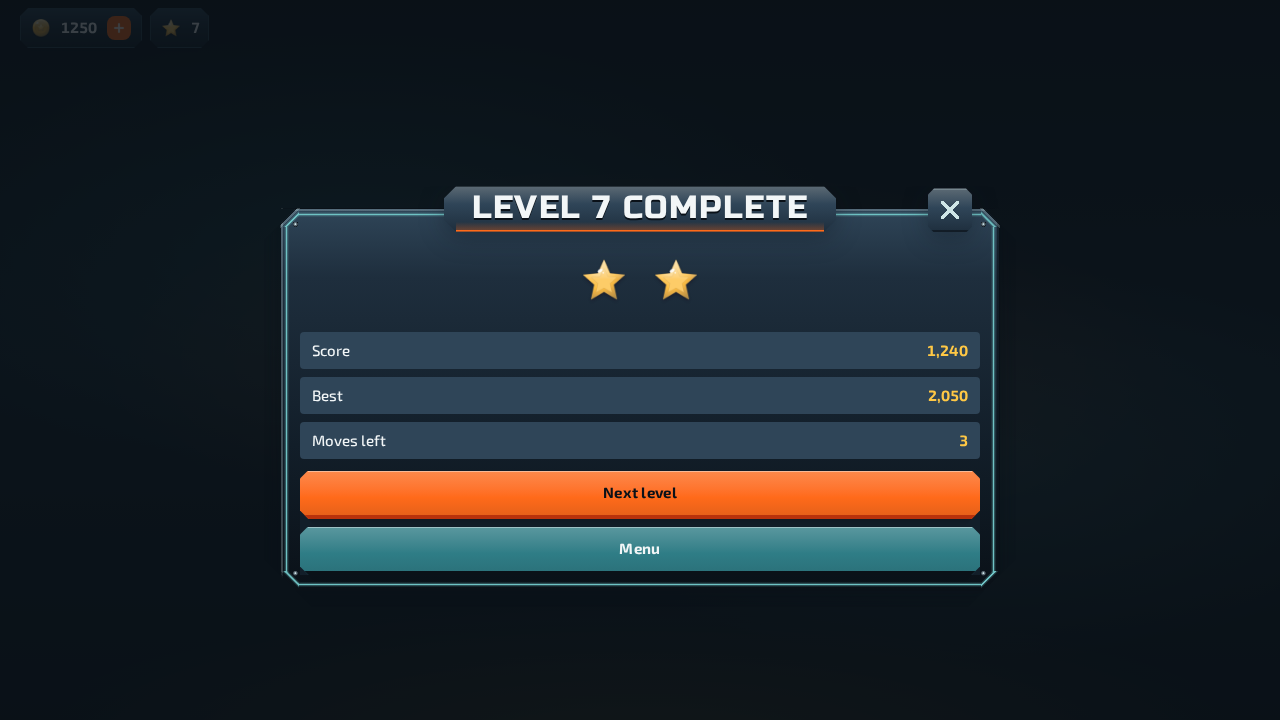 1250 +
7
LEVEL 7 COMPLETE
Score 1,240
Best 2,050
Moves left 3
Next level
Menu